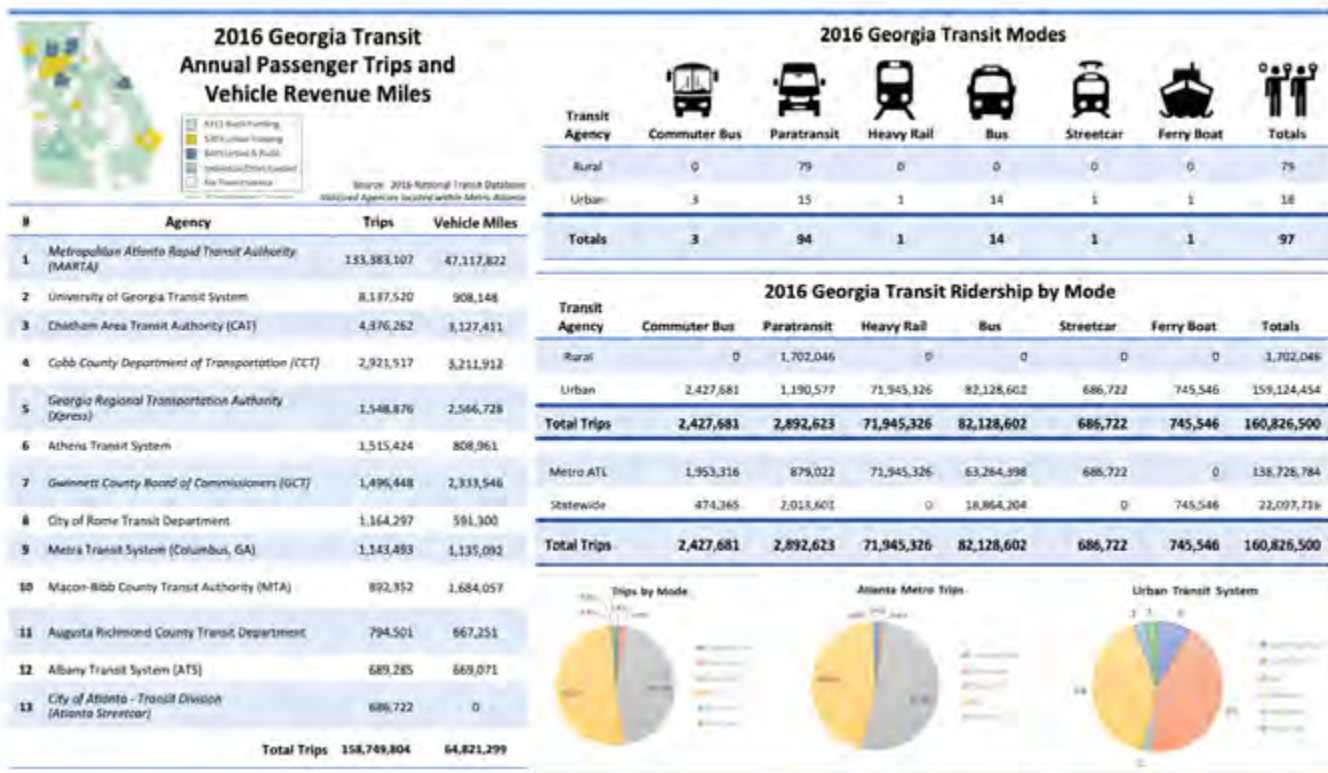 2016 Georgia Transit
Annual Passenger Trips and
Vehicle Revenue Miles
5311 Rural Funding
5307 Urban Funding
Both Urban & Rural
No Transit Service
Source: 2016 National Transit Database
Italicized Agencies located within Metro Atlanta
# Agency Trips Vehicle Miles
1 Metropolitan Atlanta Rapid Transit Authority (MARTA) 133,383,107 47,117,822
2 University of Georgia Transit System 8,137,520 908,148
3 Chatham Area Transit Authority (CAT) 4,376,262 3,127,411
4 Cobb County Department of Transportation (CCT) 2,921,517 3,211,912
5 Georgia Regional Transportation Authority (Xpress) 1,548,876 2,566,728
6 Athens Transit System 1,515,424 808,961
7 Gwinnett County Board of Commissioners (GCT) 1,496,448 2,333,546
8 City of Rome Transit Department 1,164,297 591,300
9 Metra Transit System (Columbus, GA) 1,143,493 1,135,092
10 Macon-Bibb County Transit Authority (MTA) 892,352 1,684,057
11 Augusta Richmond County Transit Department 794,501 667,251
12 Albany Transit System (ATS) 689,285 669,071
13 City of Atlanta - Transit Division (Atlanta Streetcar) 686,722 0
Total Trips 158,749,804 64,821,299
2016 Georgia Transit Modes
Transit
Agency Commuter Bus Paratransit Heavy Rail Bus Streetcar Ferry Boat Totals
Rural 0 79 0 0 0 0 79
Urban 3 15 1 14 1 1 18
Totals 3 94 1 14 1 1 97
2016 Georgia Transit Ridership by Mode
Transit
Agency Commuter Bus Paratransit Heavy Rail Bus Streetcar Ferry Boat Totals
Rural 0 1,702,046 0 0 0 0 1,702,046
Urban 2,427,681 1,190,577 71,945,326 82,128,602 686,722 745,546 159,124,454
Total Trips 2,427,681 2,892,623 71,945,326 82,128,602 686,722 745,546 160,826,500
Metro ATL 1,953,316 879,022 71,945,326 63,264,398 686,722 0 138,728,784
Statewide 474,365 2,013,601 0 18,864,204 0 745,546 22,097,716
Total Trips 2,427,681 2,892,623 71,945,326 82,128,602 686,722 745,546 160,826,500
Trips by Mode
Atlanta Metro Trips
Urban Transit System